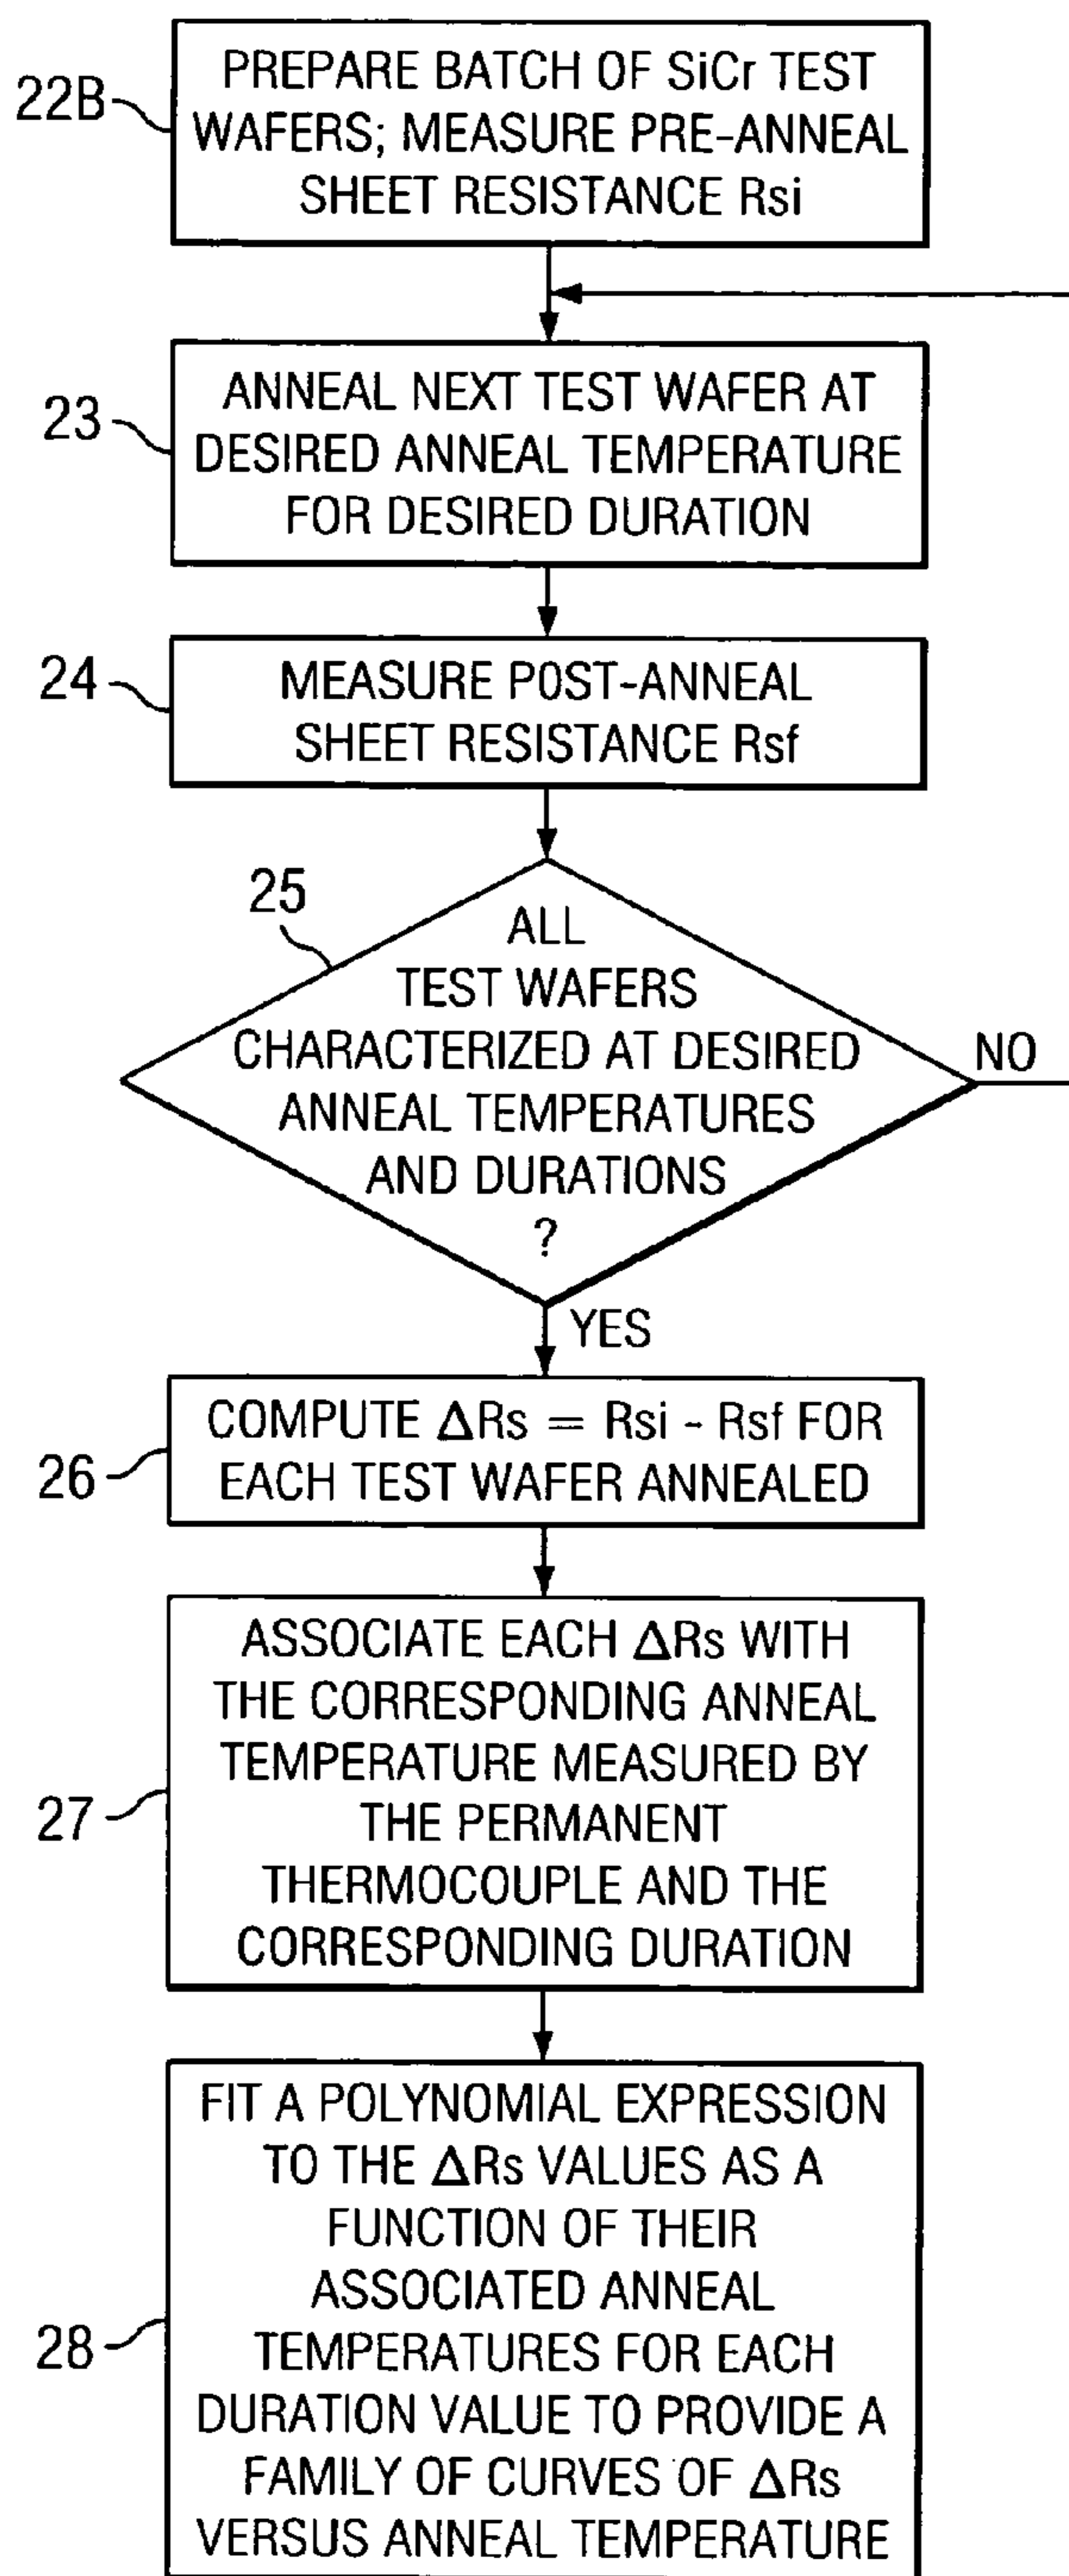 PREPARE BATCH OF SiCr TEST
22B
WAFERS; MEASURE PRE-ANNEAL
SHEET RESISTANCE Rsi
ANNEAL NEXT TEST WAFER AT
23
DESIRED ANNEAL TEMPERATURE
FOR DESIRED DURATION
24
MEASURE POST-ANNEAL
SHEET RESISTANCE Rsf
25
ALL
TEST WAFERS
CHARACTERIZED AT DESIRED
NO
ANNEAL TEMPERATURES
AND DURATIONS
?
YES
COMPUTE ΔRs = Rsi - Rsf FOR
26
EACH TEST WAFER ANNEALED
ASSOCIATE EACH ΔRs WITH
THE CORRESPONDING ANNEAL
TEMPERATURE MEASURED BY
27
THE PERMANENT
THERMOCOUPLE AND THE
CORRESPONDING DURATION
FIT A POLYNOMIAL EXPRESSION
TO THE ΔRs VALUES AS A
FUNCTION OF THEIR
ASSOCIATED ANNEAL
28
TEMPERATURES FOR EACH
DURATION VALUE TO PROVIDE A
FAMILY OF CURVES OF ΔRs
VERSUS ANNEAL TEMPERATURE